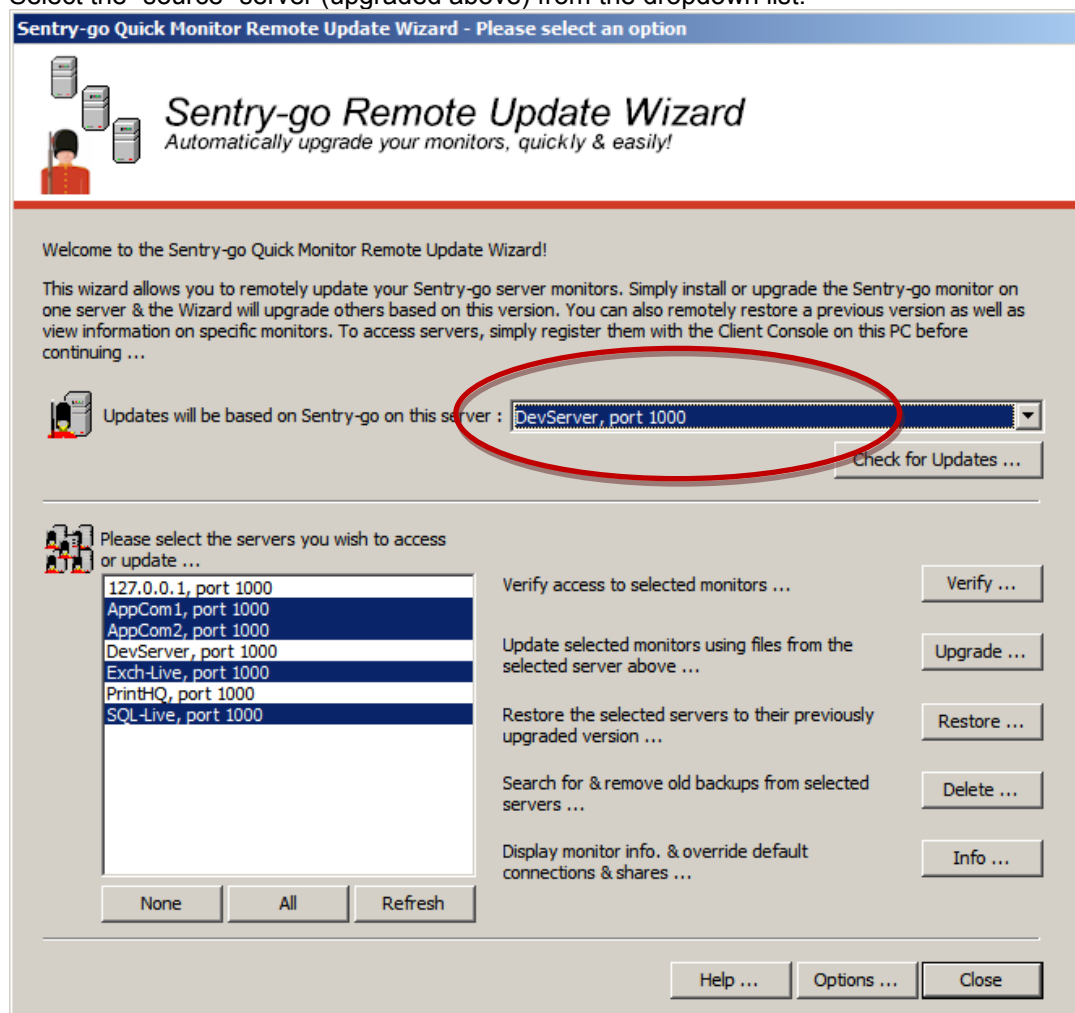 Select the "source" server (upgraded above) from the dropdown list.
Sentry-go Quick Monitor Remote Update Wizard - Please select an option
Sentry-go Remote Update Wizard
Automatically upgrade your monitors, quickly & easily!
Welcome to the Sentry-go Quick Monitor Remote Update Wizard!
This wizard allows you to remotely update your Sentry-go server monitors. Simply install or upgrade the Sentry-go monitor on
one server & the Wizard will upgrade others based on this version. You can also remotely restore a previous version as well as
view information on specific monitors. To access servers, simply register them with the Client Console on this PC before
continuing ...
Updates will be based on Sentry-go on this server : DevServer, port 1000
Check for Updates ...
Please select the servers you wish to access
or update ...
127.0.0.1, port 1000
AppCom1, port 1000
AppCom2, port 1000
DevServer, port 1000
Exch-Live, port 1000
PrintHQ, port 1000
SQL-Live, port 1000
None All Refresh
Verify access to selected monitors ... Verify ...
Update selected monitors using files from the
selected server above ... Upgrade ...
Restore the selected servers to their previously
upgraded version ... Restore ...
Search for & remove old backups from selected
servers ... Delete ...
Display monitor info. & override default
connections & shares ... Info ...
Help ... Options ... Close